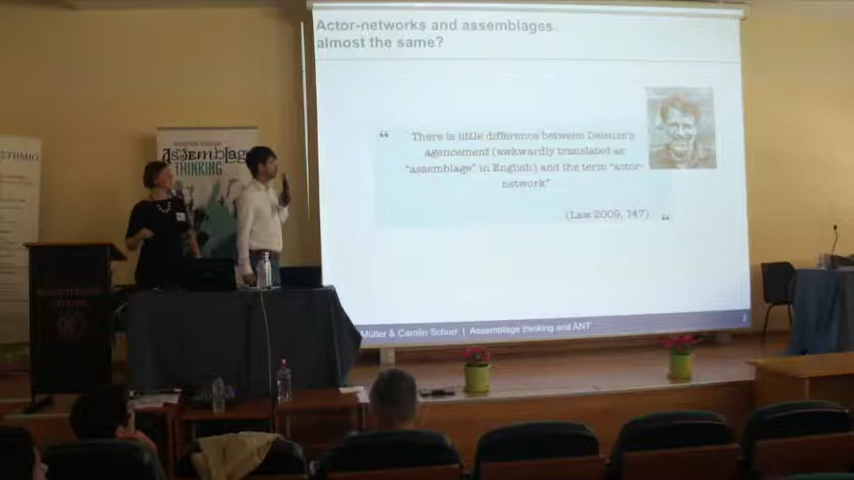 Actor-networks and assemblages.
almost the same?
“ There is little difference between Deleuze's
agencement (awkwardly translated as
"assemblage" in English) and the term "actor-
network"
(Law 2009, 147) “
Müller & Carolin Schurr | Assemblage thinking and ANT
2
AssemblAGE
THINKING